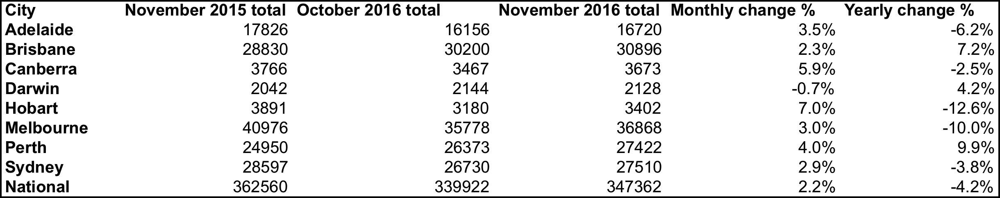 City November 2015 total October 2016 total November 2016 total Monthly change % Yearly change %
Adelaide 17826 16156 16720 3.5% -6.2%
Brisbane 28830 30200 30896 2.3% 7.2%
Canberra 3766 3467 3673 5.9% -2.5%
Darwin 2042 2144 2128 -0.7% 4.2%
Hobart 3891 3180 3402 7.0% -12.6%
Melbourne 40976 35778 36868 3.0% -10.0%
Perth 24950 26373 27422 4.0% 9.9%
Sydney 28597 26730 27510 2.9% -3.8%
National 362560 339922 347362 2.2% -4.2%